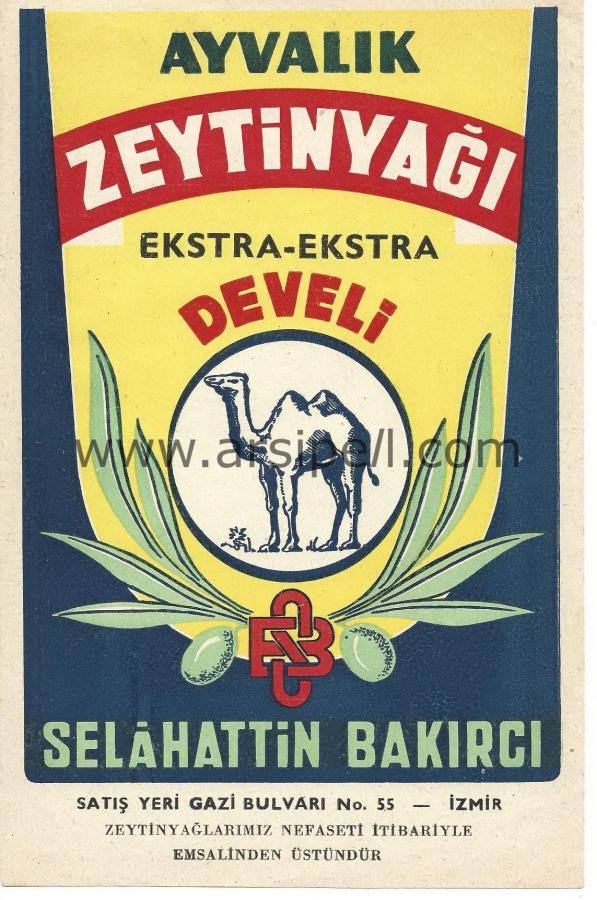 AYVALIK
ZEYTİNYAĞI
EKSTRA-EKSTRA
DEVELİ
www.arsipell.com
SELÂHATTİN BAKIRCI
SATIŞ YERİ GAZİ BULVARI No. 55 — İZMİR
ZEYTİNYAĞLARIMIZ NEFASETİ İTİBARİYLE
EMSALİNDEN ÜSTÜNDÜR